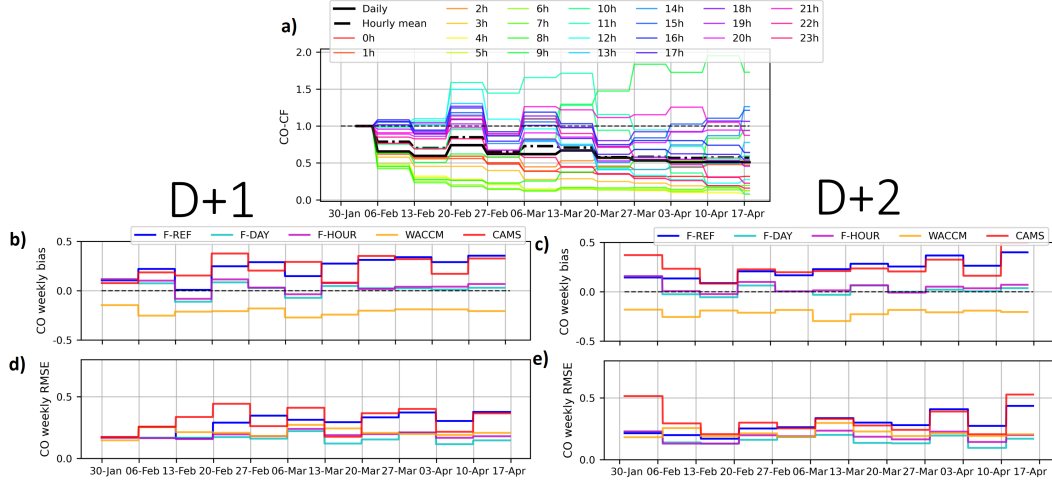 Daily
Hourly mean
0h
1h
2h
3h
4h
5h
6h
7h
8h
9h
10h
11h
12h
13h
14h
15h
16h
17h
18h
19h
20h
21h
22h
23h
a)
CO-CF
2.0
1.5
1.0
0.5
0.0
30-Jan 06-Feb 13-Feb 20-Feb 27-Feb 06-Mar 13-Mar 20-Mar 27-Mar 03-Apr 10-Apr 17-Apr
D+1
D+2
b)
F-REF F-DAY F-HOUR WACCM CAMS
CO weekly bias
0.5
0.0
-0.5
c)
F-REF F-DAY F-HOUR WACCM CAMS
CO weekly bias
0.5
0.0
-0.5
d)
CO weekly RMSE
0.5
0.0
30-Jan 06-Feb 13-Feb 20-Feb 27-Feb 06-Mar 13-Mar 20-Mar 27-Mar 03-Apr 10-Apr 17-Apr
e)
CO weekly RMSE
0.5
0.0
30-Jan 06-Feb 13-Feb 20-Feb 27-Feb 06-Mar 13-Mar 20-Mar 27-Mar 03-Apr 10-Apr 17-Apr